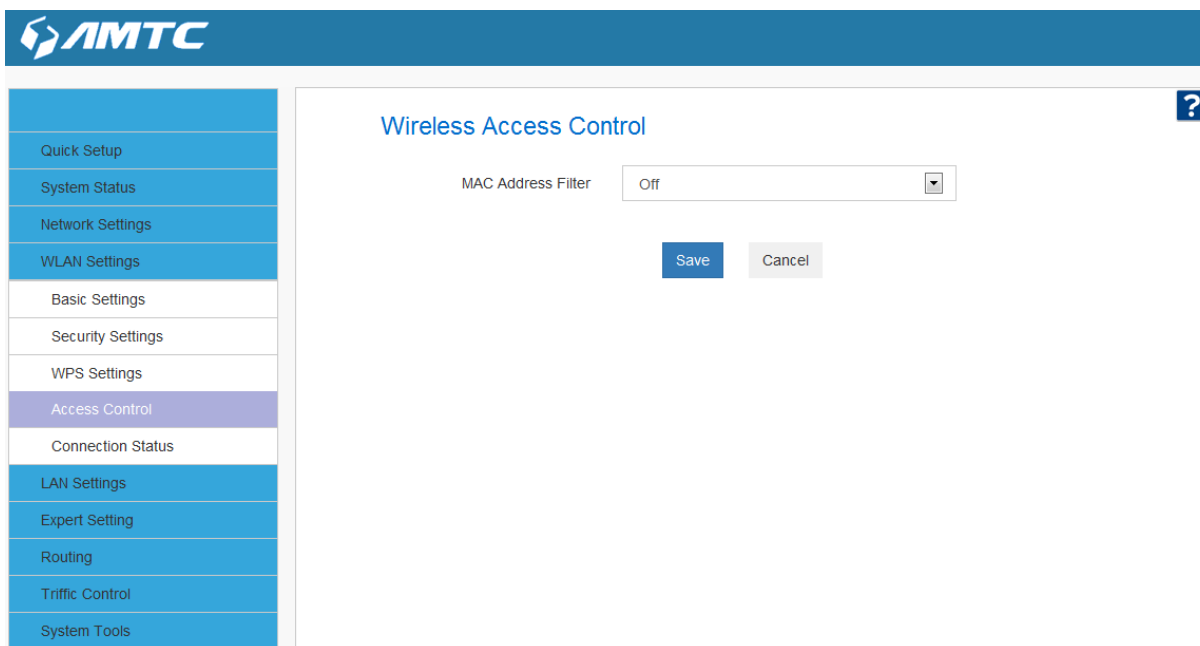 AMTC
?
Quick Setup
System Status
Network Settings
WLAN Settings
Basic Settings
Security Settings
WPS Settings
Access Control
Connection Status
LAN Settings
Expert Setting
Routing
Triffic Control
System Tools
Wireless Access Control
MAC Address Filter Off
Save Cancel